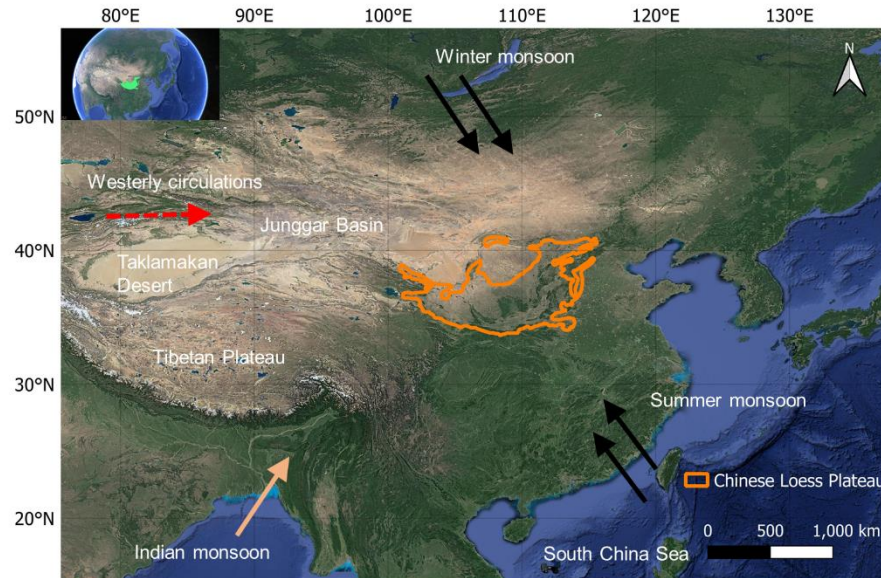 80°E 90°E 100°E 110°E 120°E 130°E
Winter monsoon
N
50°N
Westerly circulations
Junggar Basin
40°N
Taklamakan
Desert
Tibetan Plateau
30°N
Summer monsoon
Chinese Loess Plateau
20°N
0 500 1,000 km
Indian monsoon
South China Sea